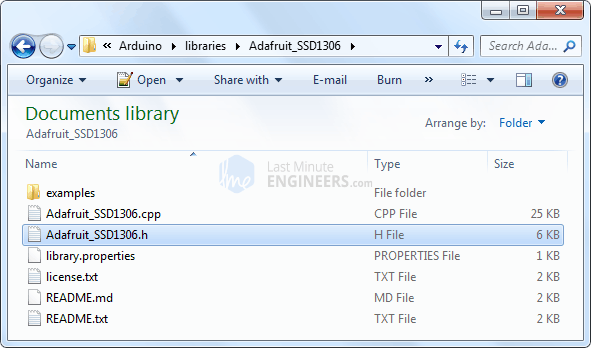 « Arduino ▸ libraries ▸ Adafruit_SSD1306 ▸ Search Ada...
Organize ▾ Open ▾ Share with ▾ E-mail Burn »
Documents library
Adafruit_SSD1306
Arrange by: Folder ▾
Name Type Size
Last Minute
ENGINEERS.com
examples File folder
Adafruit_SSD1306.cpp CPP File 25 KB
Adafruit_SSD1306.h H File 6 KB
library.properties PROPERTIES File 1 KB
license.txt TXT File 2 KB
README.md MD File 2 KB
README.txt TXT File 2 KB